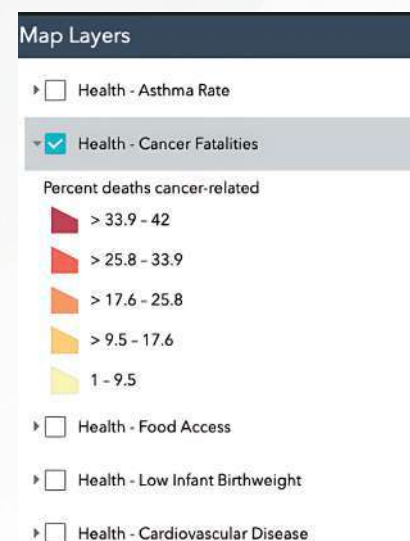 Map Layers
Health - Asthma Rate
Health - Cancer Fatalities
Percent deaths cancer-related
> 33.9 - 42
> 25.8 - 33.9
> 17.6 - 25.8
> 9.5 - 17.6
1 - 9.5
Health - Food Access
Health - Low Infant Birthweight
Health - Cardiovascular Disease